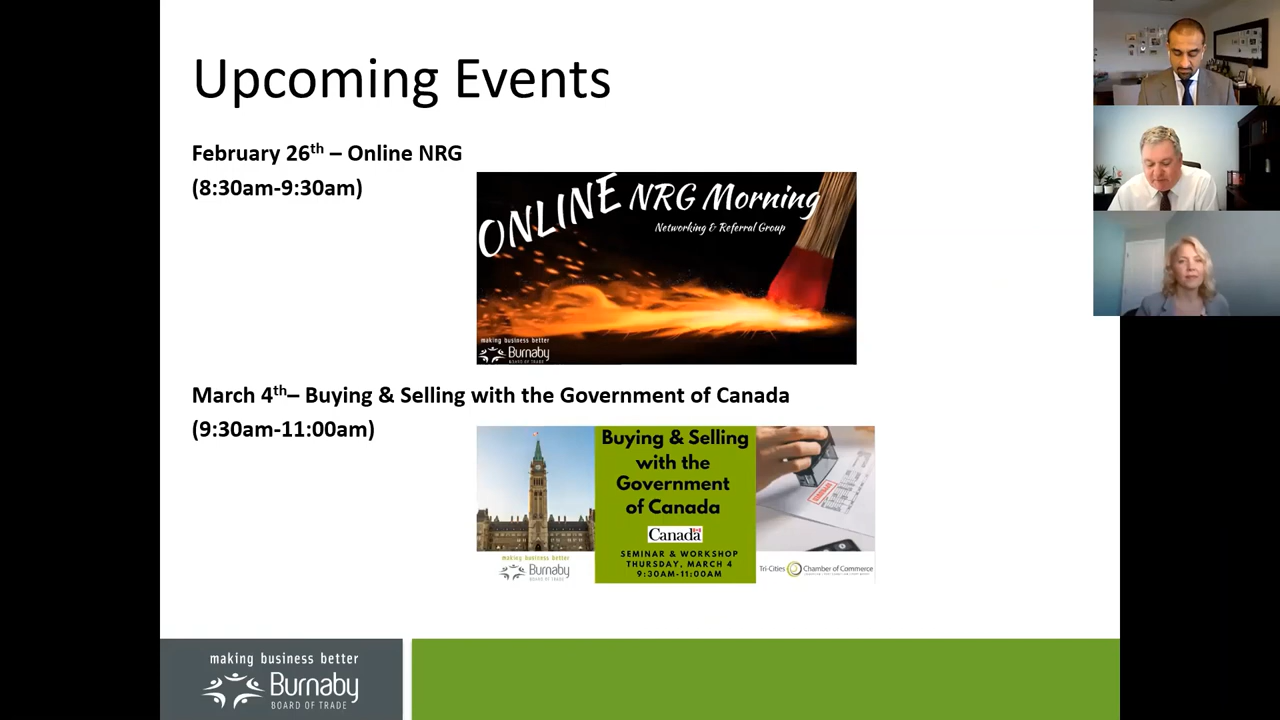 Upcoming Events
February 26th – Online NRG
(8:30am-9:30am)
ONLINE NRG Morning
Networking & Referral Group
making business better
Burnaby
BOARD OF TRADE
March 4th– Buying & Selling with the Government of Canada
(9:30am-11:00am)
Buying & Selling
with the
Government
of Canada
Canada
SEMINAR & WORKSHOP
THURSDAY, MARCH 4
9:30AM-11:00AM
making business better
Burnaby
BOARD OF TRADE
Tri-Cities Chamber of Commerce
making business better
Burnaby
BOARD OF TRADE